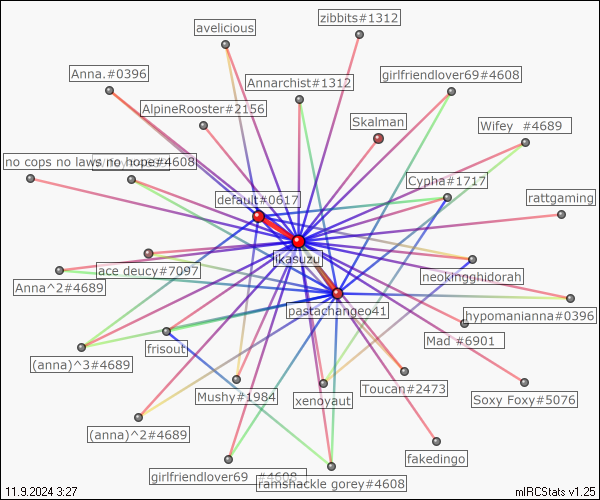 zibbits#1312
avelicious
Anna.#0396
Annarchist#1312
girlfriendlover69#4608
AlpineRooster#2156
Skalman
Wifey #4689
no cops no laws no hope#4608
Cypha#1717
default#0617
rattgaming
ikasuzu
ace deucy#7097
neokingghidorah
Anna^2#4689
pastachangeo41
hypomanianna#0396
Mad #6901
frisout
(anna)^3#4689
Toucan#2473
Mushy#1984
xenoyaut
Soxy Foxy#5076
(anna)^2#4689
fakedingo
girlfriendlover69 #4608
ramshackle gorey#4608
11.9.2024 3:27
mIRCStats v1.25